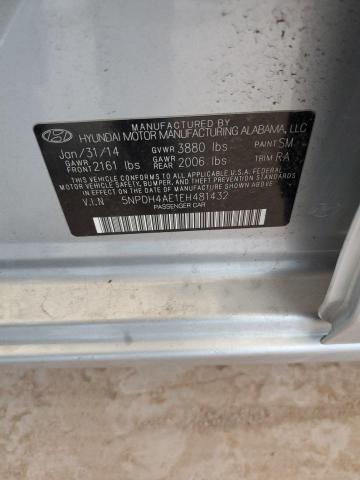 MANUFACTURED BY
HYUNDAI MOTOR MANUFACTURING ALABAMA, LLC
Jan/31/14 GVWR 3880 lbs PAINT SM
GAWR FRONT 2161 lbs GAWR REAR 2006 lbs TRIM RA
THIS VEHICLE CONFORMS TO ALL APPLICABLE U.S.A. FEDERAL
MOTOR VEHICLE SAFETY, BUMPER, AND THEFT PREVENTION STANDARDS
IN EFFECT ON THE DATE OF MANUFACTURE SHOWN ABOVE.
V.I.N 5NPDH4AE1EH481432
PASSENGER CAR